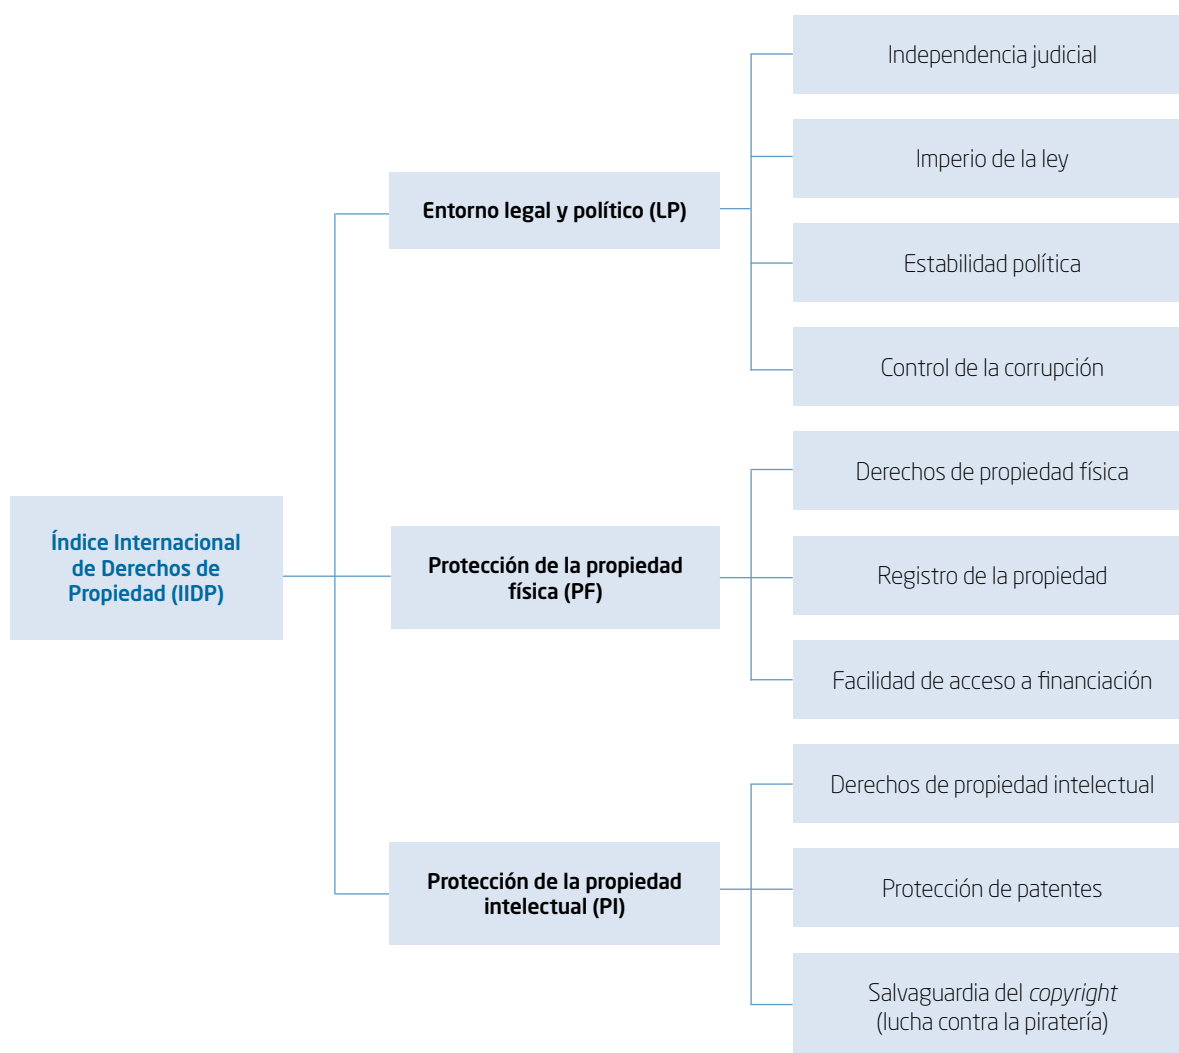 Independencia judicial
Imperio de la ley
Entorno legal y político (LP)
Estabilidad política
Control de la corrupción
Derechos de propiedad física
Índice Internacional
de Derechos de
Propiedad (IIDP)
Protección de la propiedad
física (PF)
Registro de la propiedad
Facilidad de acceso a financiación
Derechos de propiedad intelectual
Protección de la propiedad
intelectual (PI)
Protección de patentes
Salvaguardia del copyright
(lucha contra la piratería)